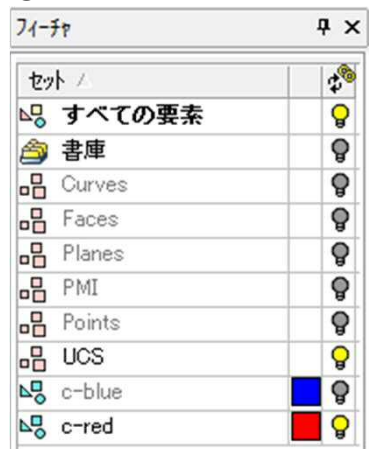 フィーチャ
セット
すべての要素
書庫
Curves
Faces
Planes
PMI
Points
UCS
c-blue
c-red